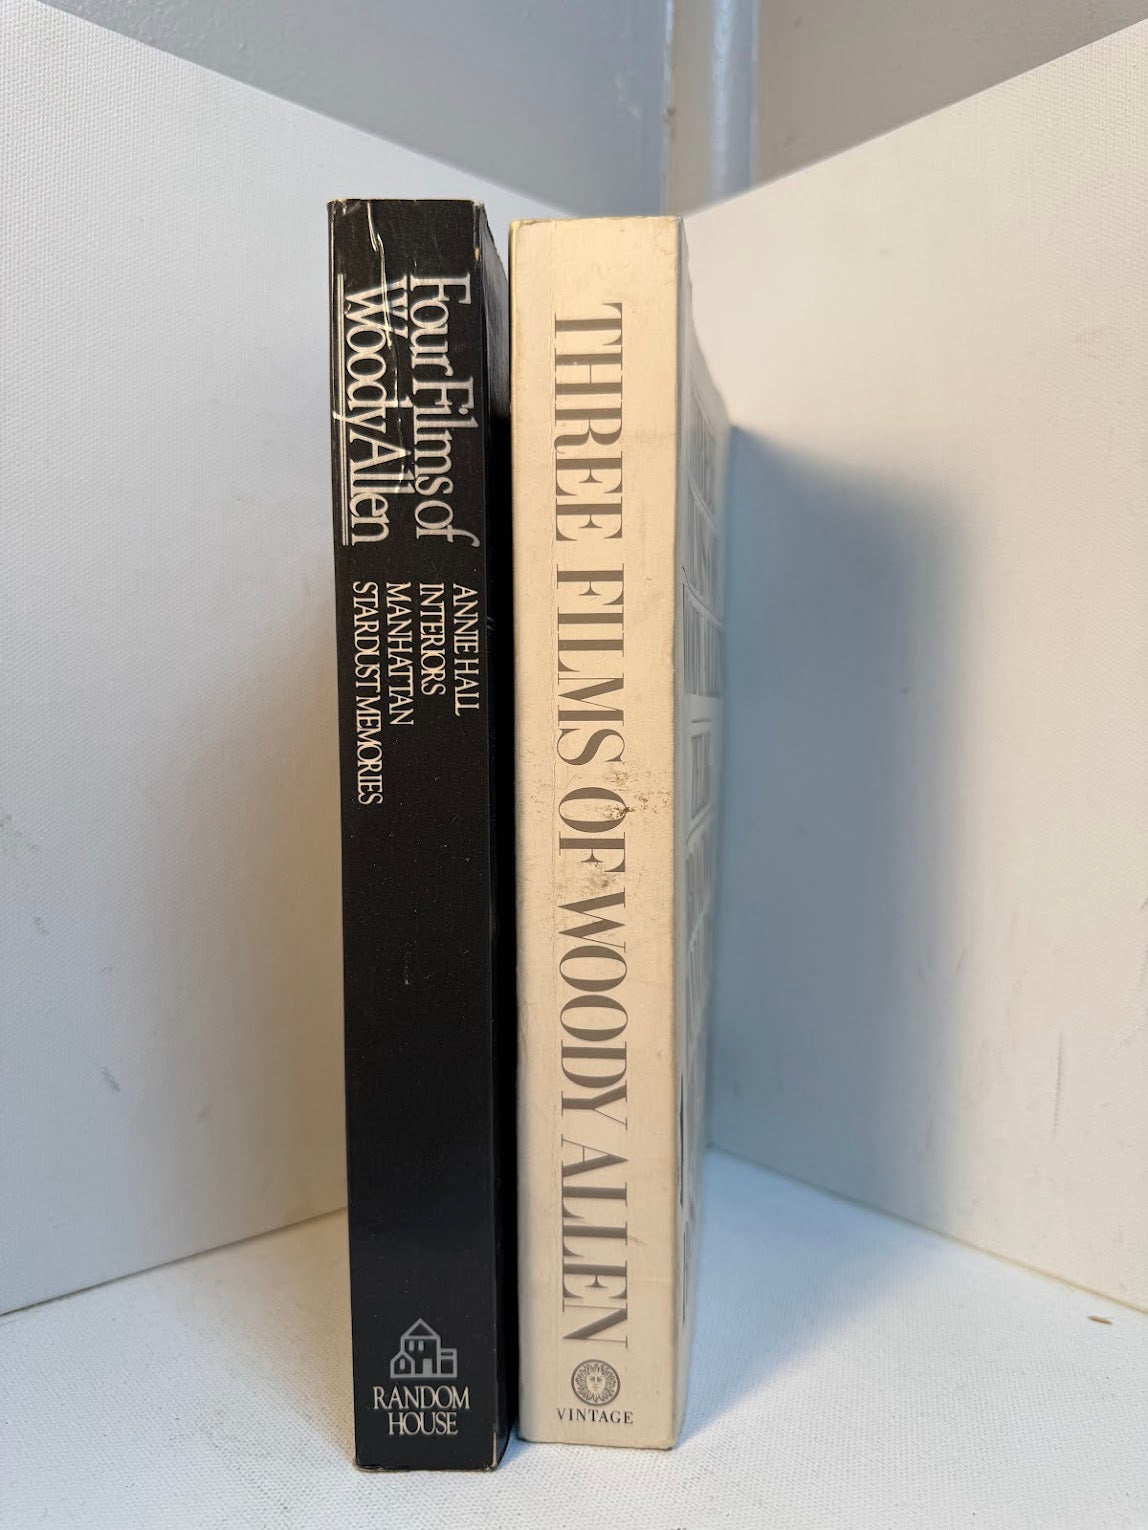 Four Films of
Woody Allen
ANNIE HALL
INTERIORS
MANHATTAN
STARDUST MEMORIES
RANDOM
HOUSE
THREE FILMS OF WOODY ALLEN
VINTAGE